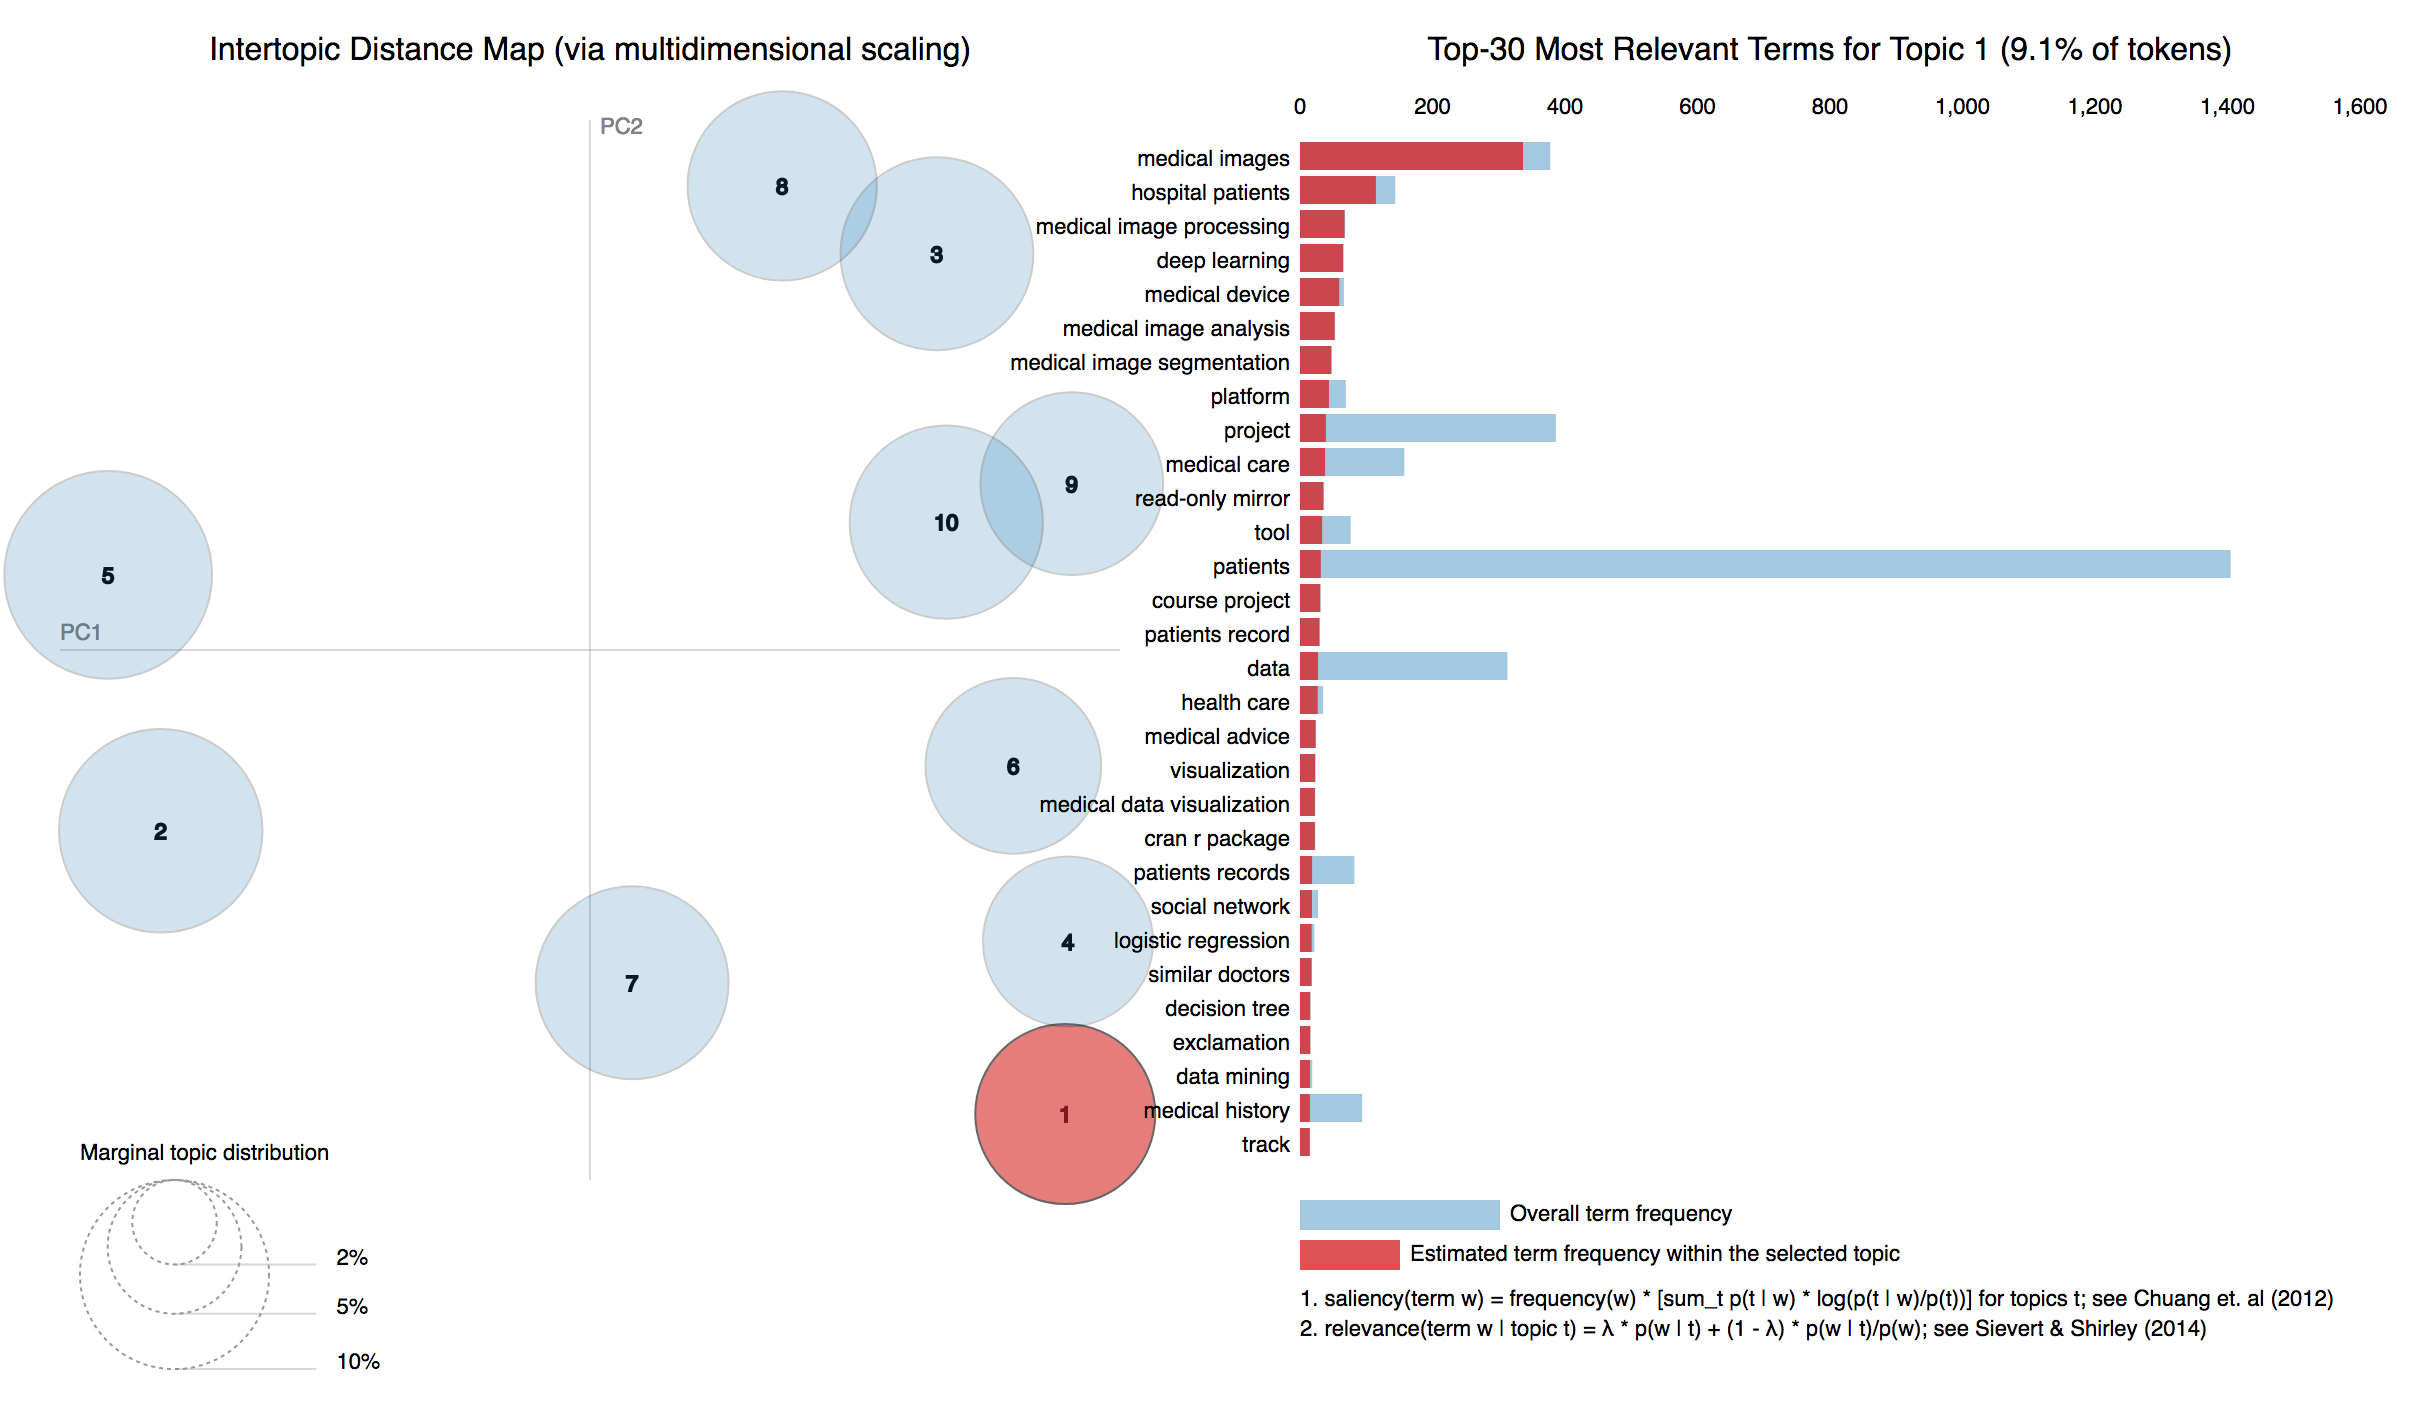 Intertopic Distance Map (via multidimensional scaling)
PC2
8
3
9
10
5
PC1
6
2
4
7
1
Marginal topic distribution
2%
5%
10%
Top-30 Most Relevant Terms for Topic 1 (9.1% of tokens)
0 200 400 600 800 1,000 1,200 1,400 1,600
medical images
hospital patients
medical image processing
deep learning
medical device
medical image analysis
medical image segmentation
platform
project
medical care
read-only mirror
tool
patients
course project
patients record
data
health care
medical advice
visualization
medical data visualization
cran r package
patients records
social network
logistic regression
similar doctors
decision tree
exclamation
data mining
medical history
track
Overall term frequency
Estimated term frequency within the selected topic
1. saliency(term w) = frequency(w) * [sum_t p(t | w) * log(p(t | w)/p(t))] for topics t; see Chuang et. al (2012)
2. relevance(term w | topic t) = λ * p(w | t) + (1 - λ) * p(w | t)/p(w); see Sievert & Shirley (2014)